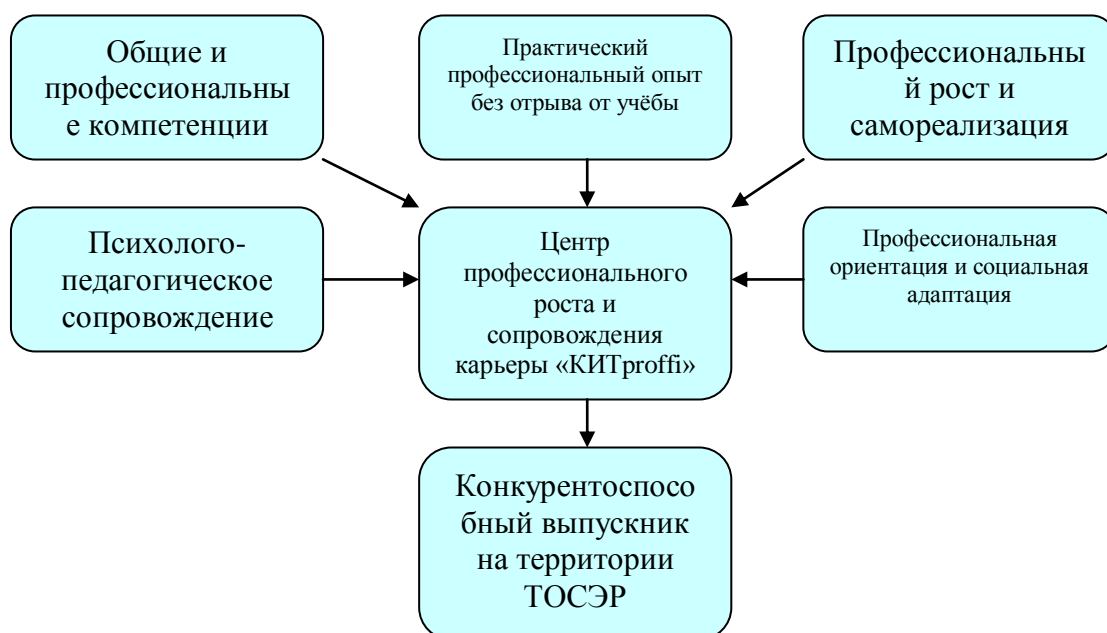 Общие и
профессиональны
е компетенции
Практический
профессиональный опыт
без отрыва от учёбы
Профессиональны
й рост и
самореализация
Психолого-
педагогическое
сопровождение
Центр
профессионального
роста и
сопровождения
карьеры «КИТproffi»
Профессиональная
ориентация и социальная
адаптация
Конкурентоспосо
бный выпускник
на территории
ТОСЭР